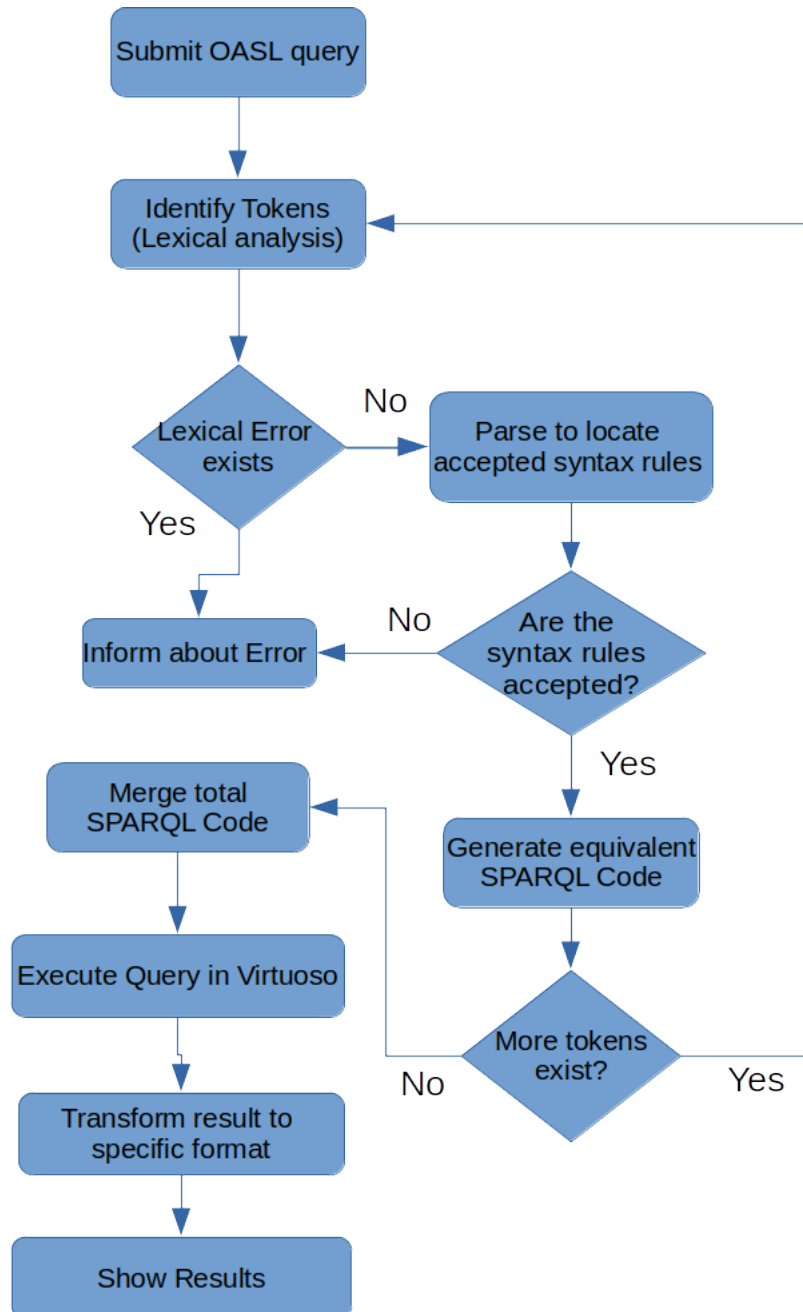 Submit OASL query
Identify Tokens
(Lexical analysis)
No
Lexical Error
exists
Parse to locate
accepted syntax rules
Yes
Inform about Error
No
Are the
syntax rules
accepted?
Yes
Merge total
SPARQL Code
Generate equivalent
SPARQL Code
Execute Query in Virtuoso
More tokens
exist?
No
Yes
Transform result to
specific format
Show Results